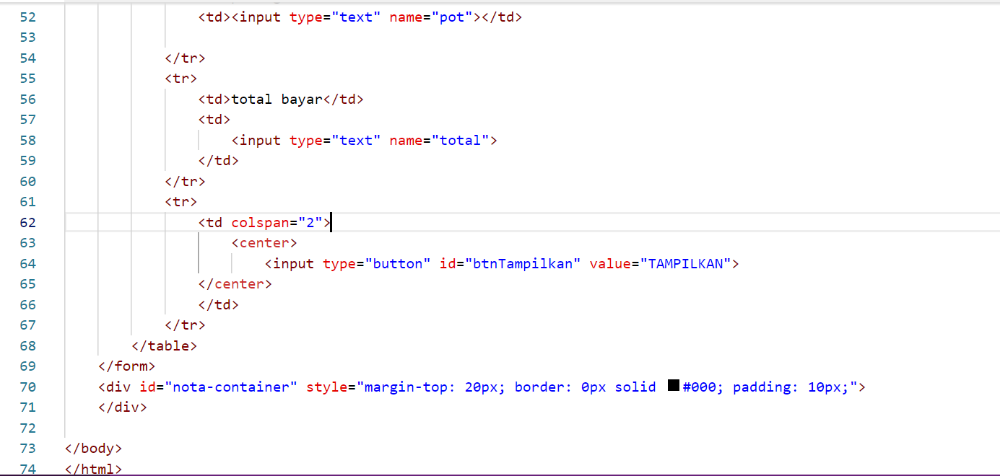 52 <td><input type="text" name="pot"></td>
53
54 </tr>
55 <tr>
56 <td>total bayar</td>
57 <td>
58 <input type="text" name="total">
59 </td>
60 </tr>
61 <tr>
62 <td colspan="2">
63 <center>
64 <input type="button" id="btnTampilkan" value="TAMPILKAN">
65 </center>
66 </td>
67 </tr>
68 </table>
69 </form>
70 <div id="nota-container" style="margin-top: 20px; border: 0px solid #000; padding: 10px;">
71 </div>
72
73 </body>
74 </html>